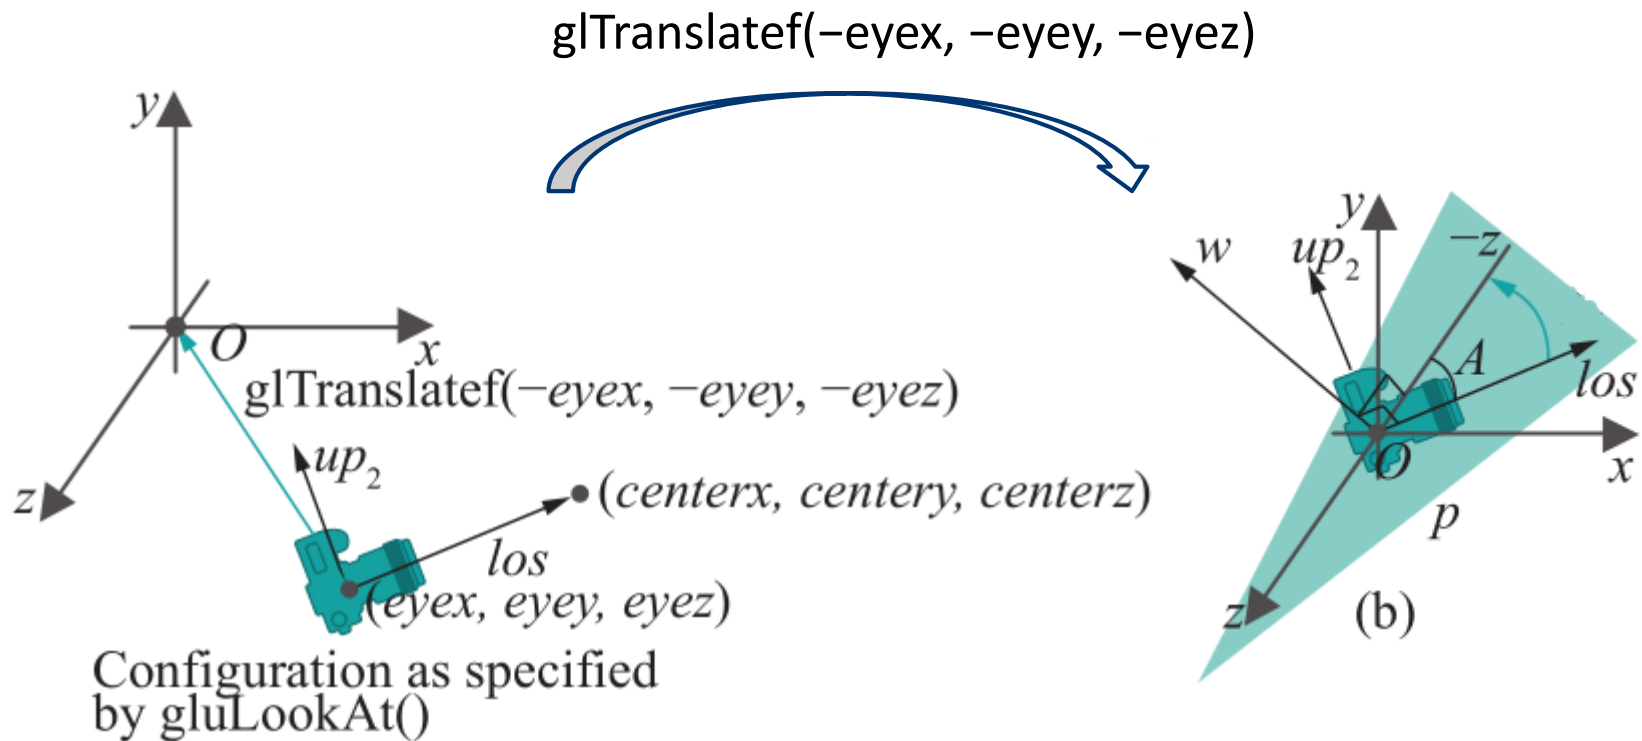 glTranslatef(−eyex, −eyey, −eyez)
y
O
x
z
glTranslatef(−eyex, −eyey, −eyez)
up2
(centerx, centery, centerz)
los
(eyex, eyey, eyez)
Configuration as specified
by gluLookAt()
y
w
up2
−z
A
los
O
x
p
z
(b)